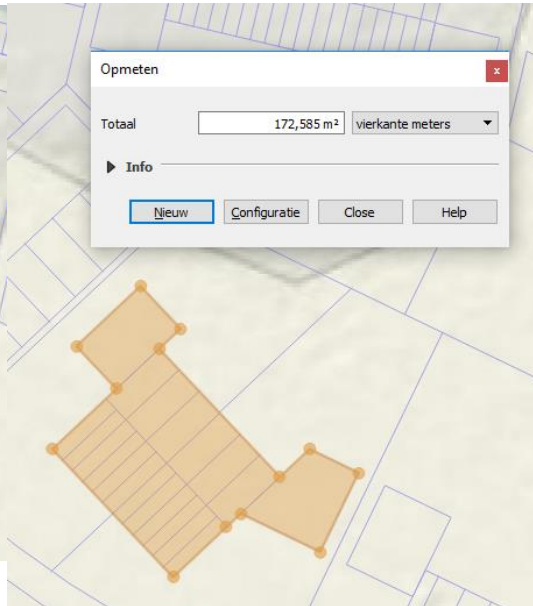 Opmeten
x
Totaal 172,585 m² vierkante meters
Info
Nieuw Configuratie Close Help